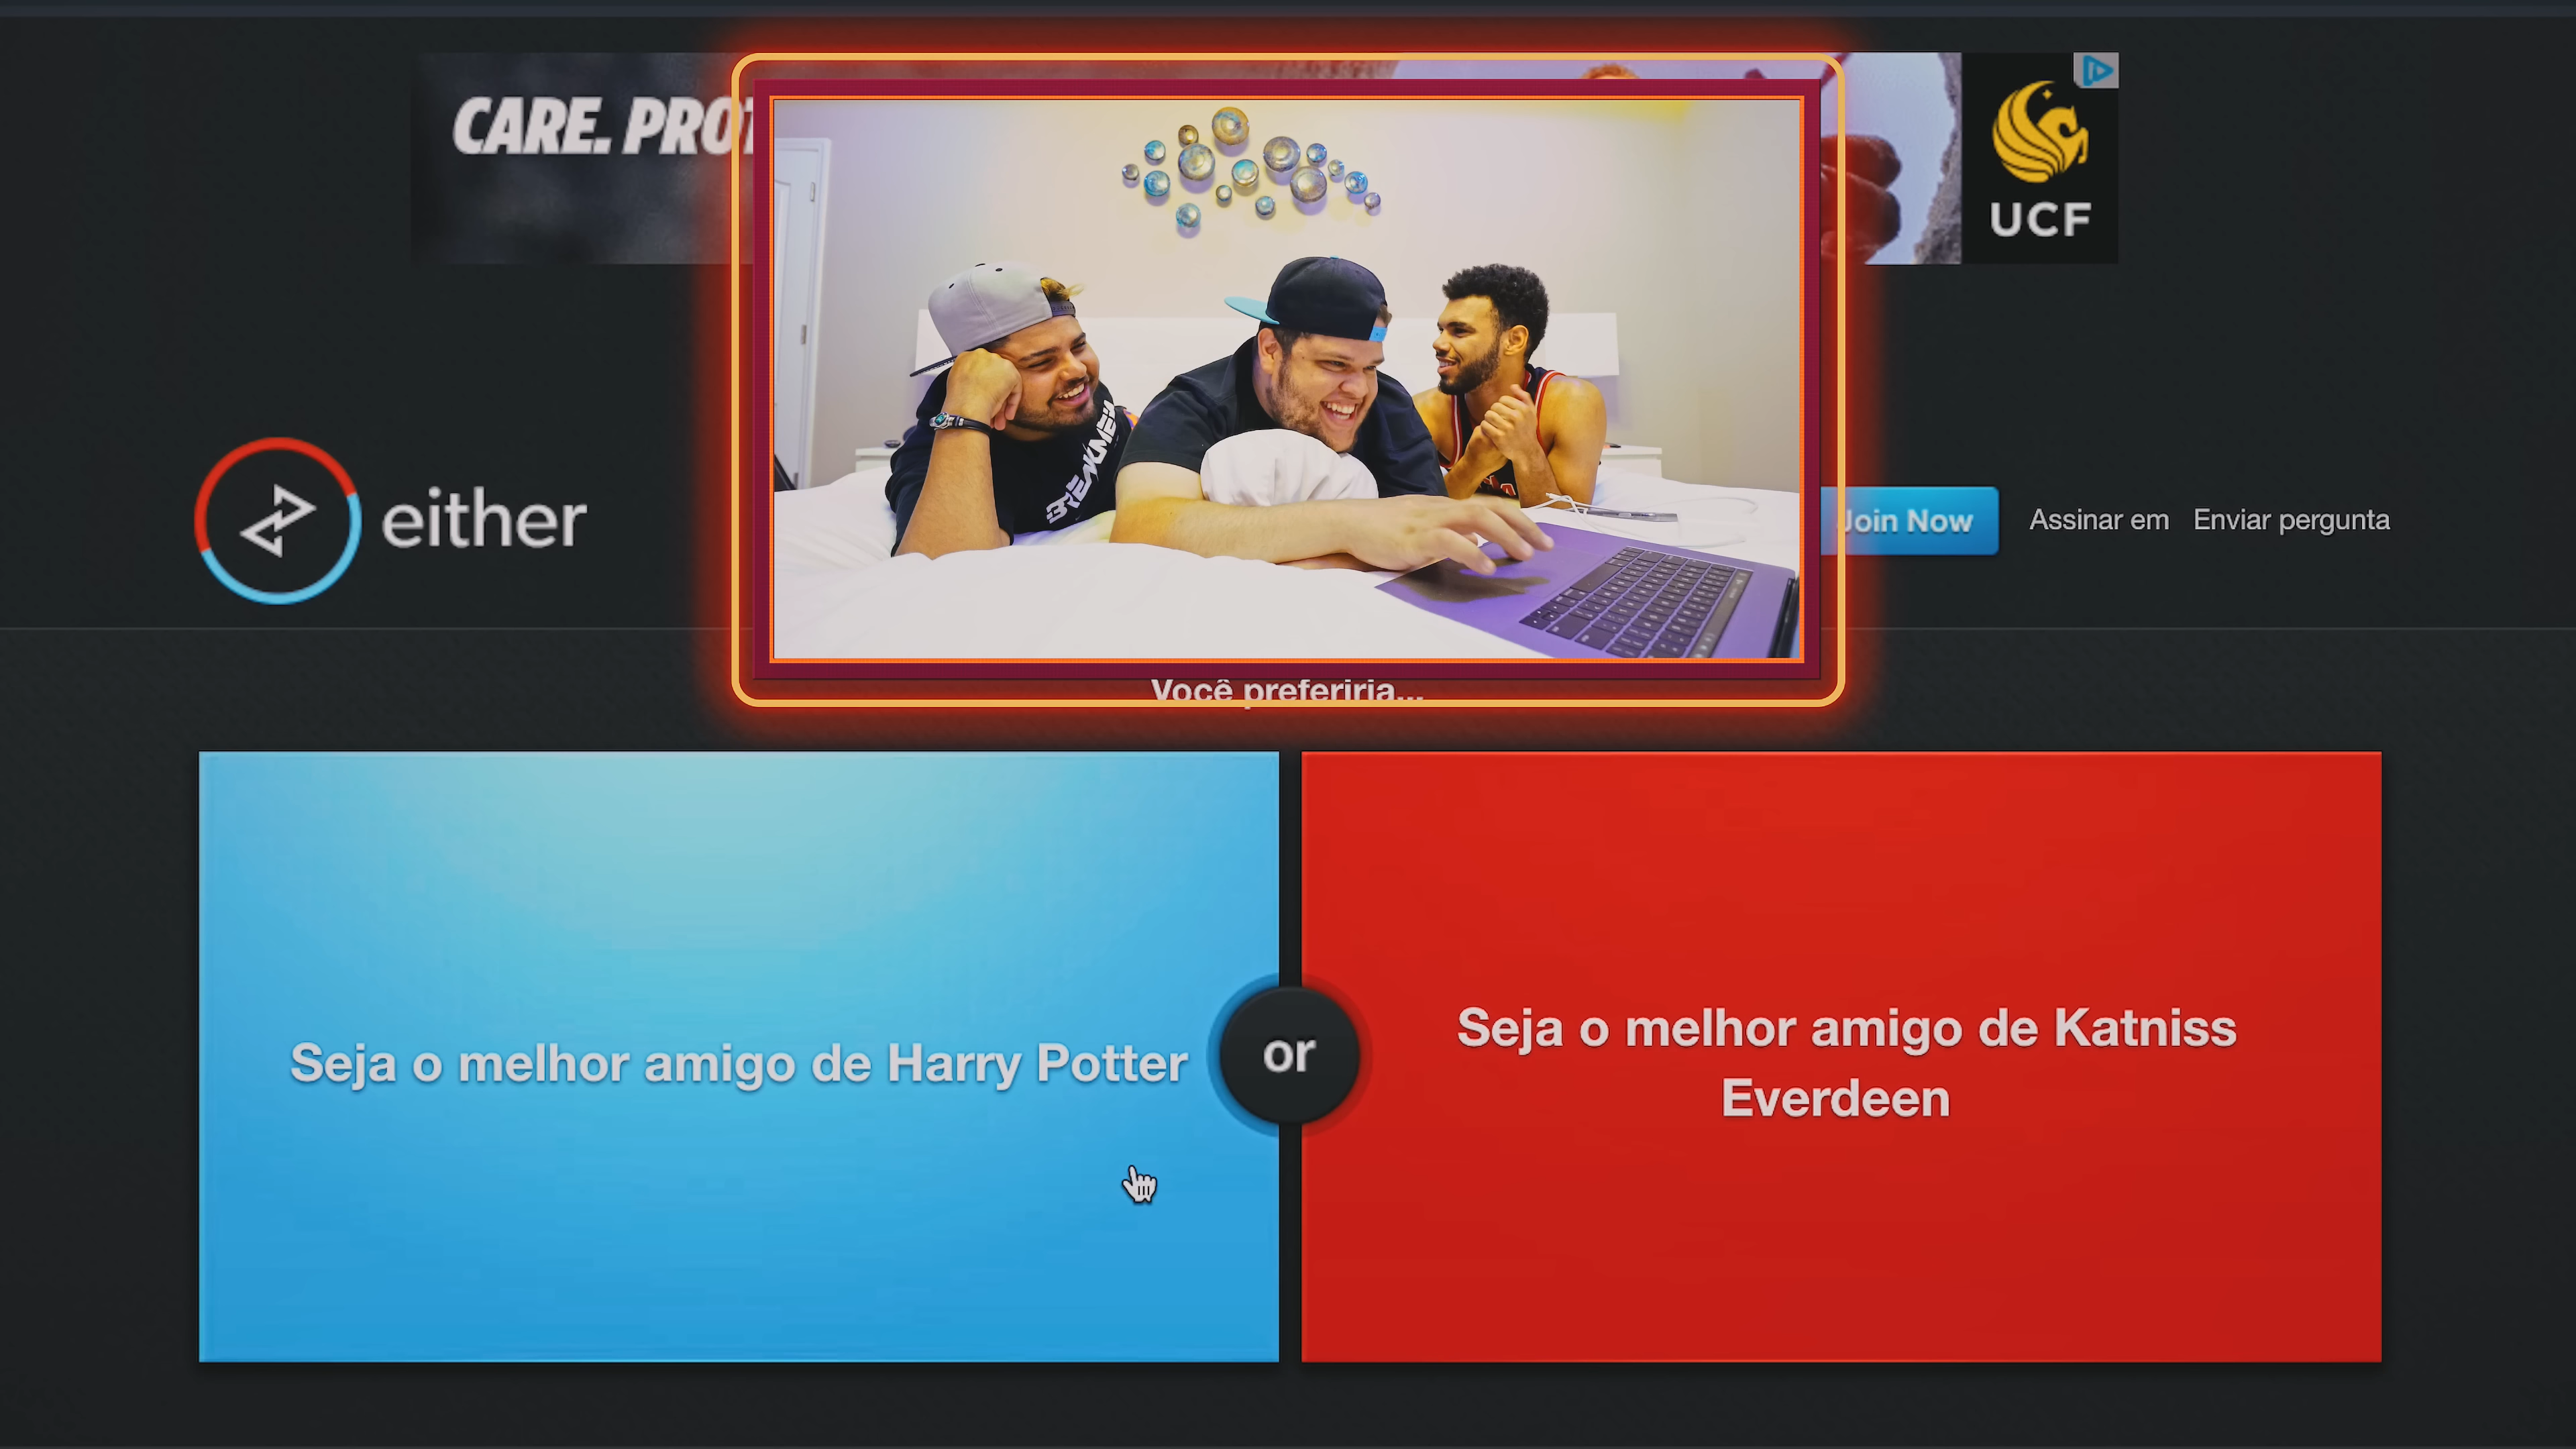 CARE.
UCF
either
Join Now
Assinar em
Enviar pergunta
BREAKMEN
Você preferiria...
Seja o melhor amigo de Harry Potter
or
Seja o melhor amigo de Katniss
Everdeen